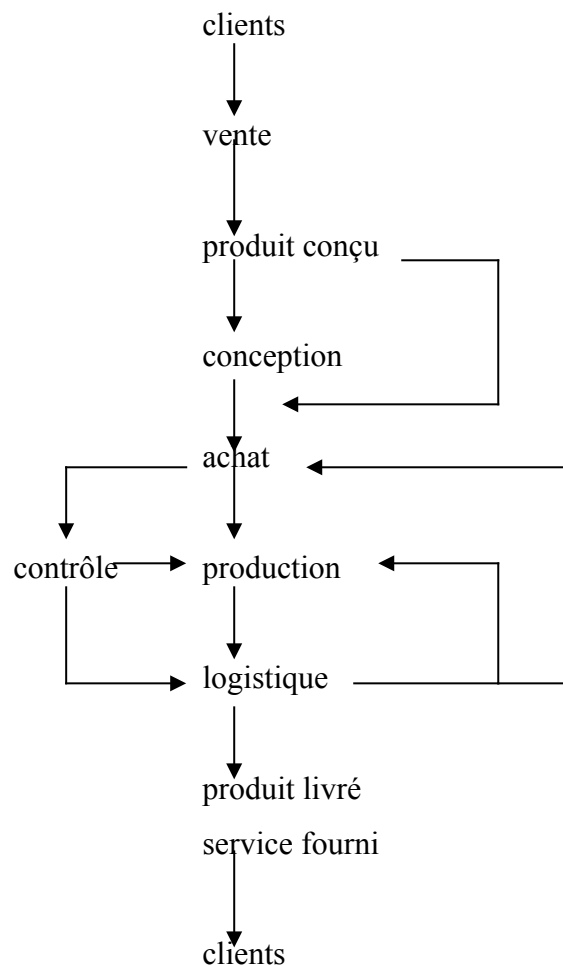 clients
vente
produit conçu
conception
achat
contrôle production
logistique
produit livré
service fourni
clients